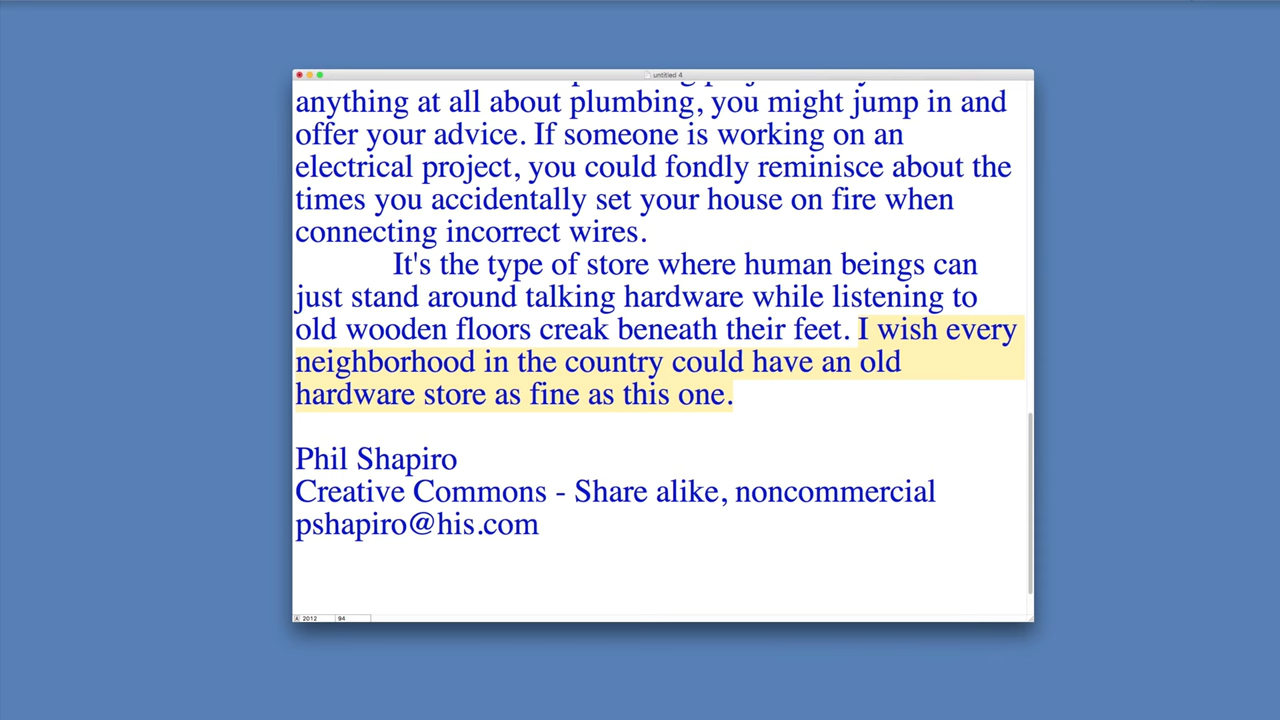 untitled 4
anything at all about plumbing, you might jump in and
offer your advice. If someone is working on an
electrical project, you could fondly reminisce about the
times you accidentally set your house on fire when
connecting incorrect wires.
It's the type of store where human beings can
just stand around talking hardware while listening to
old wooden floors creak beneath their feet. I wish every
neighborhood in the country could have an old
hardware store as fine as this one.
Phil Shapiro
Creative Commons - Share alike, noncommercial
pshapiro@his.com
2012 94